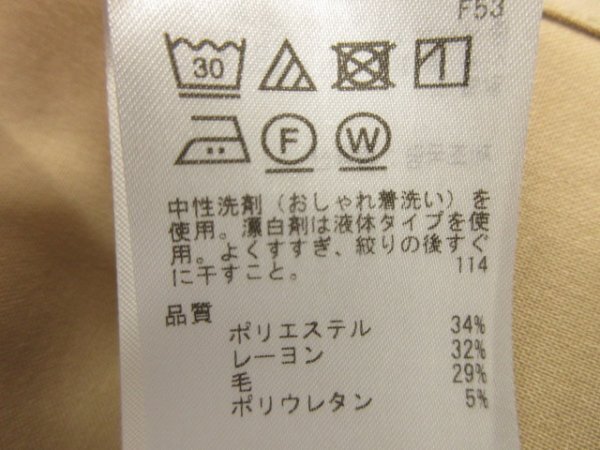 F53
30
F W
中性洗剤（おしゃれ着洗い）を
使用。漂白剤は液体タイプを使
用。よくすすぎ、絞りの後すぐ
に干すこと。 114
品質
ポリエステル 34%
レーヨン 32%
毛 29%
ポリウレタン 5%